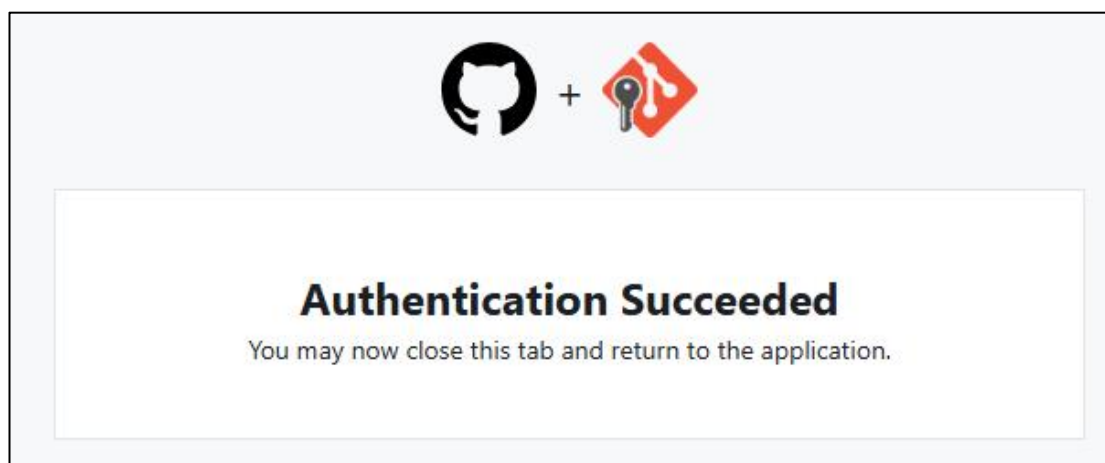 +
Authentication Succeeded
You may now close this tab and return to the application.